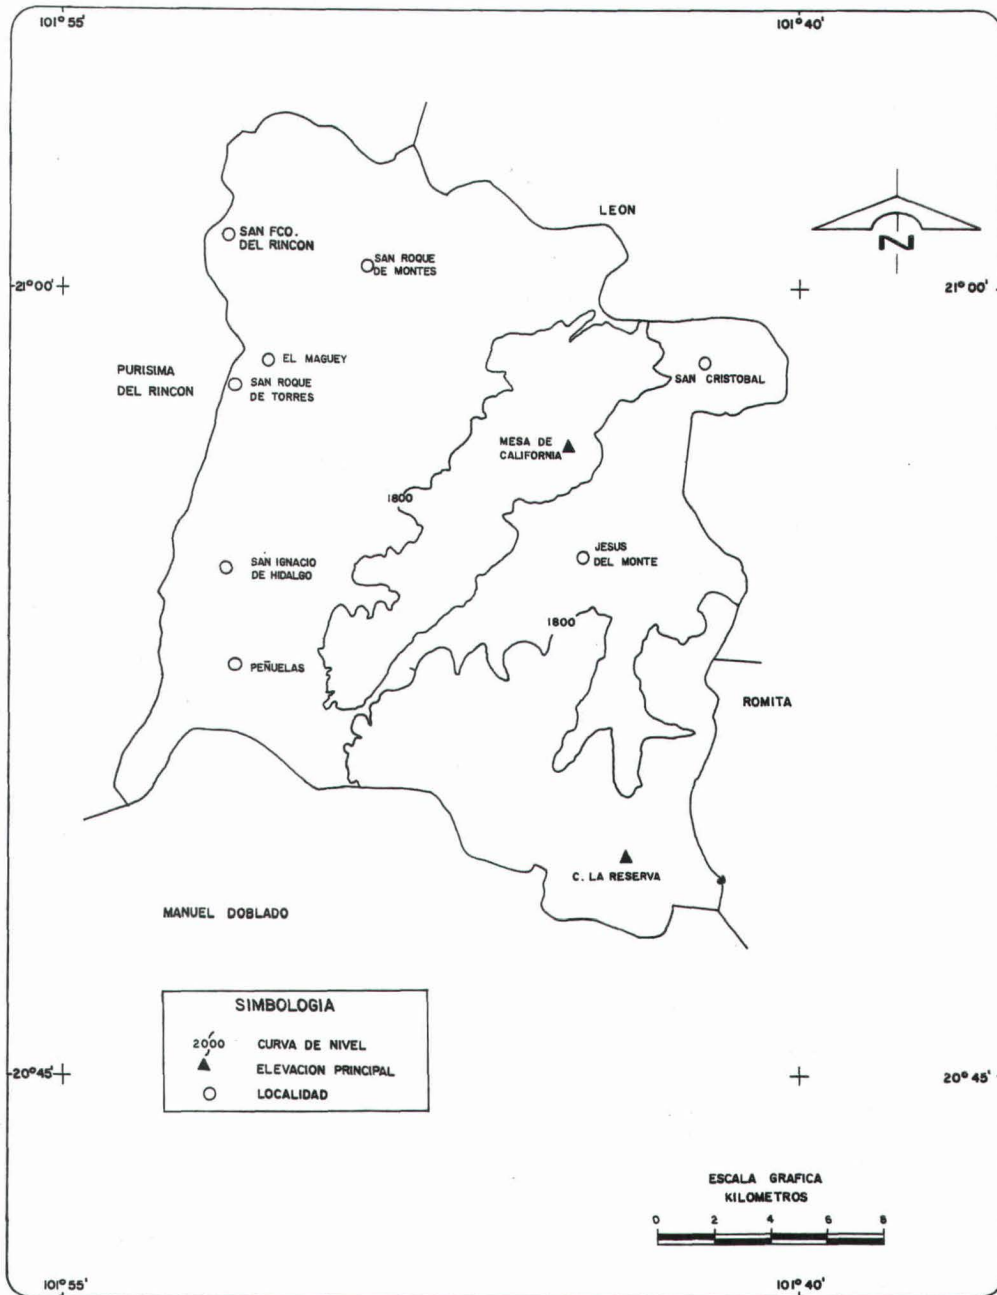 101° 55'
101° 40'
LEON
SAN FCO.
DEL RINCON
SAN ROQUE
DE MONTES
N
21° 00'
21° 00'
EL MAGUEY
PURISIMA
DEL RINCON
SAN ROQUE
DE TORRES
SAN CRISTOBAL
MESA DE
CALIFORNIA
1800
JESUS
DEL MONTE
SAN IGNACIO
DE HIDALGO
1800
PEÑUELAS
ROMITA
C. LA RESERVA
MANUEL DOBLADO
SIMBOLOGIA
2000 CURVA DE NIVEL
ELEVACION PRINCIPAL
LOCALIDAD
20° 45'
20° 45'
ESCALA GRAFICA
KILOMETROS
0 2 4 6 8
101° 55'
101° 40'